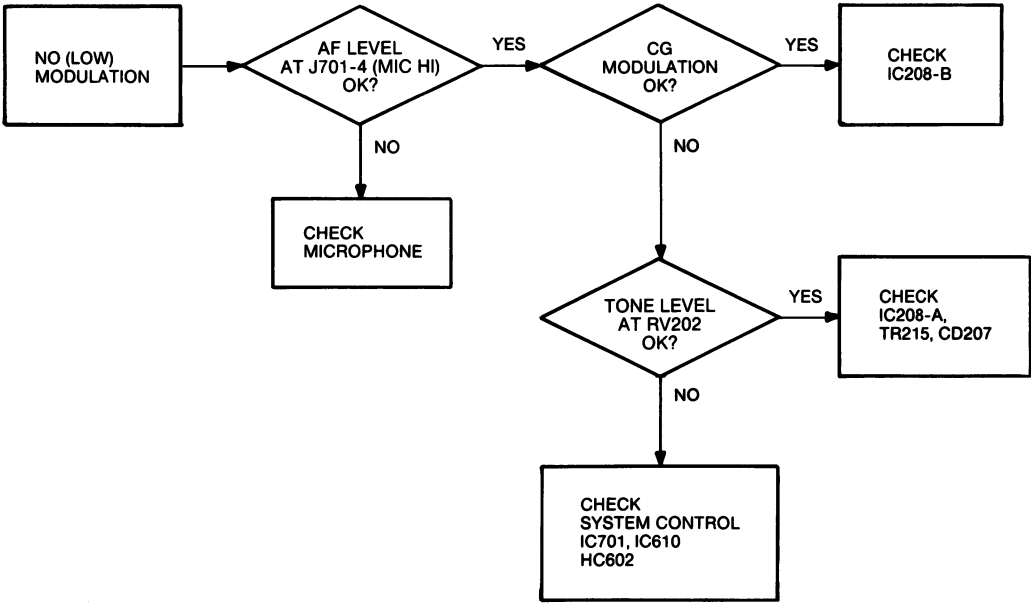 NO (LOW)
MODULATION
AF LEVEL
AT J701-4 (MIC HI)
OK?
YES
CG
MODULATION
OK?
YES
CHECK
IC208-B
NO
CHECK
MICROPHONE
NO
TONE LEVEL
AT RV202
OK?
YES
CHECK
IC208-A,
TR215, CD207
NO
CHECK
SYSTEM CONTROL
IC701, IC610
HC602